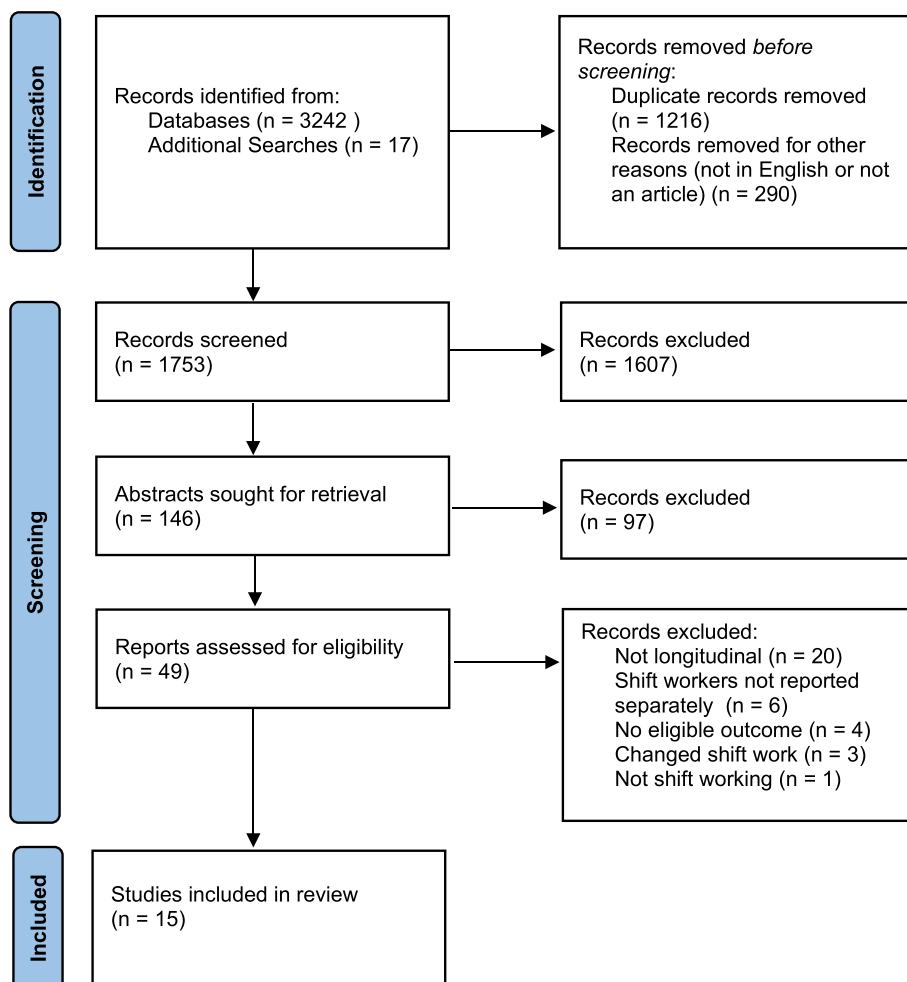 Identification
Records identified from:
Databases (n = 3242 )
Additional Searches (n = 17)
Records removed before
screening:
Duplicate records removed
(n = 1216)
Records removed for other
reasons (not in English or not
an article) (n = 290)
Screening
Records screened
(n = 1753)
Records excluded
(n = 1607)
Abstracts sought for retrieval
(n = 146)
Records excluded
(n = 97)
Reports assessed for eligibility
(n = 49)
Records excluded:
Not longitudinal (n = 20)
Shift workers not reported
separately  (n = 6)
No eligible outcome (n = 4)
Changed shift work (n = 3)
Not shift working (n = 1)
Included
Studies included in review
(n = 15)